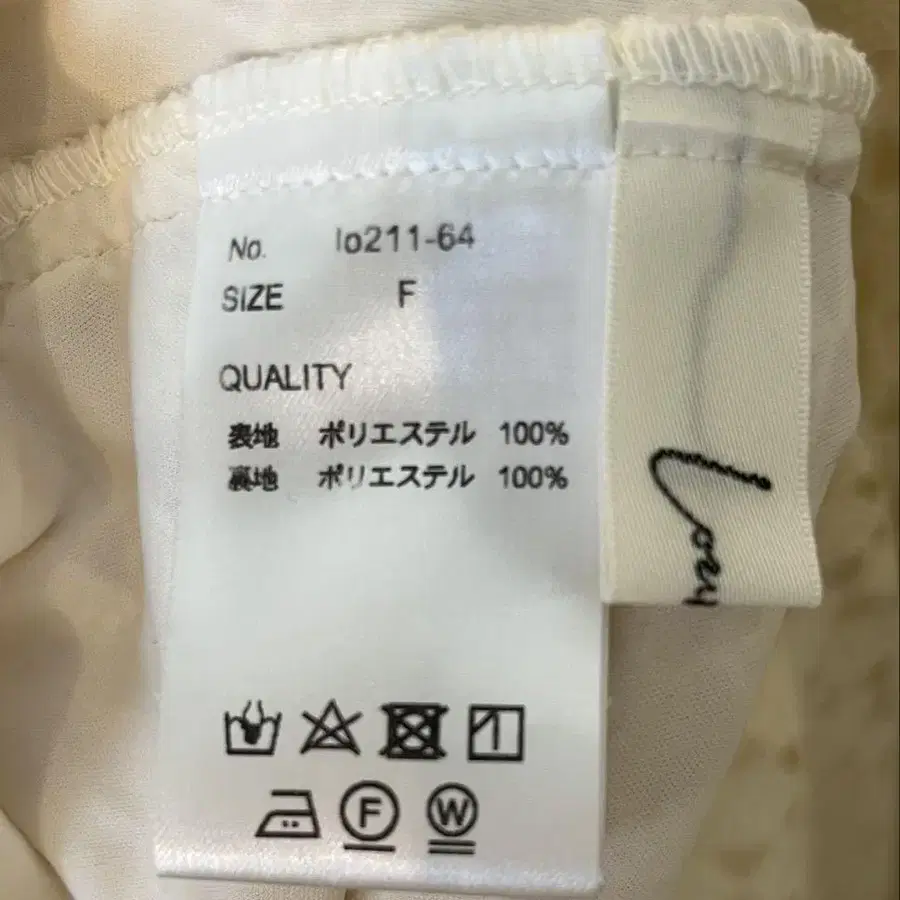 No. lo211-64
SIZE F
QUALITY
表地 ポリエステル 100%
裏地 ポリエステル 100%
F
W
Loeu